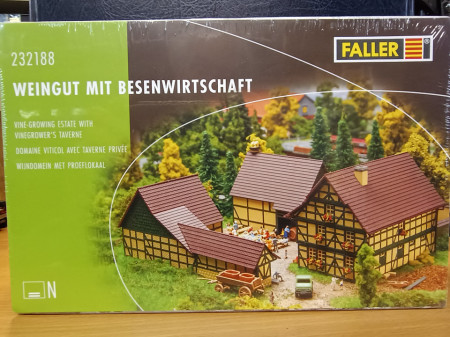 232188
FALLER
WEINGUT MIT BESENWIRTSCHAFT
VINE-GROWING ESTATE WITH
VINEGROWER'S TAVERNE
DOMAINE VITICOL AVEC TAVERNE PRIVÉE
WIJNDOMEIN MET PROEFLOKAAL
N